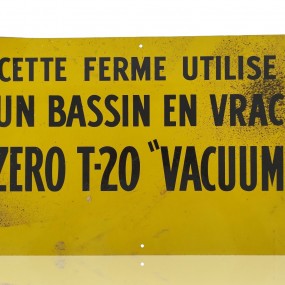 CETTE FERME UTILISE
UN BASSIN EN VRAC
ZERO T-20 "VACUUM